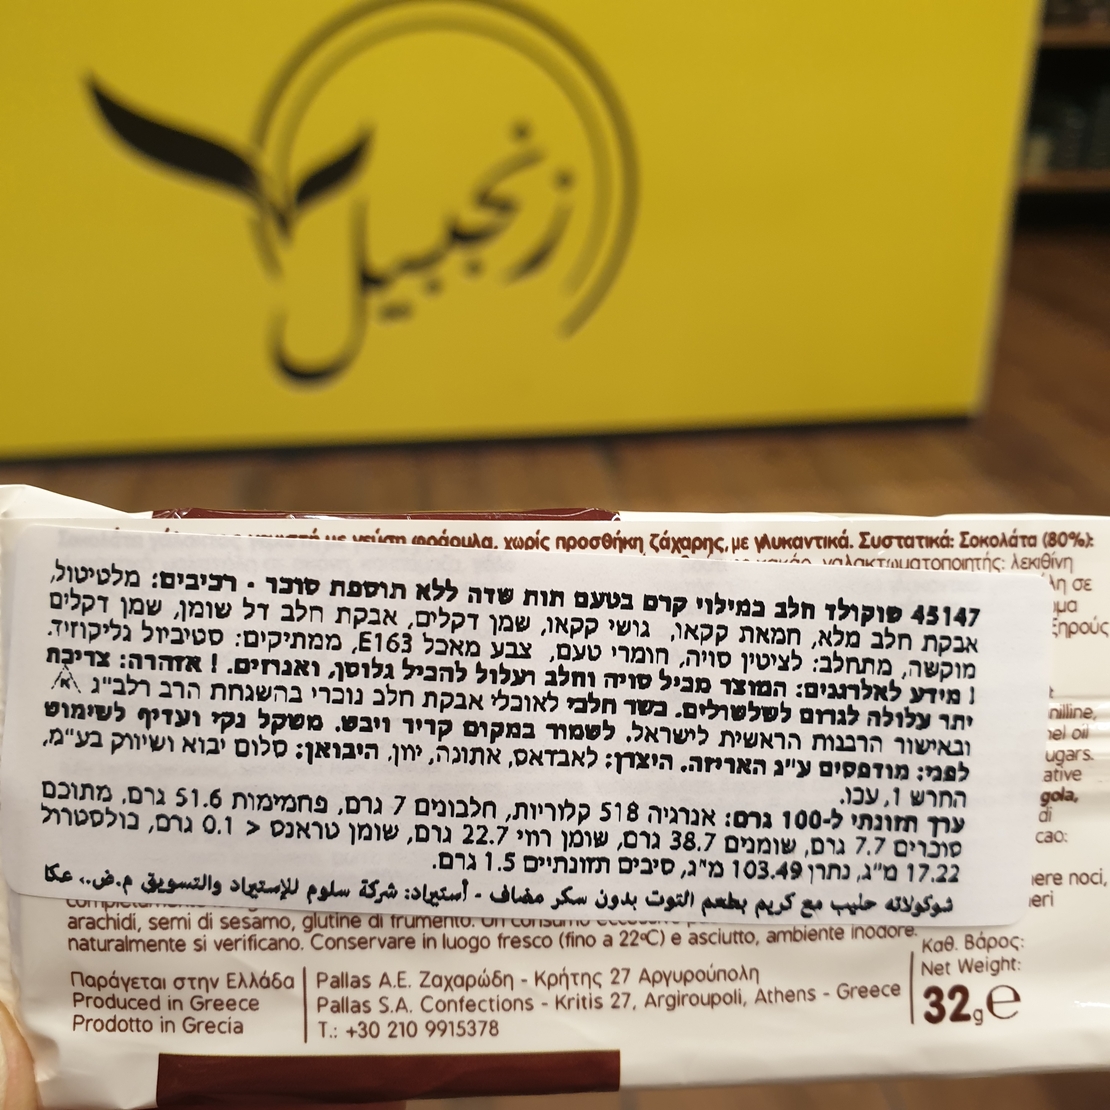 زنجبيل
με γεύση φράουλα, χωρίς προσθήκη ζάχαρης, με γλυκαντικά. Συστατικά: Σοκολάτα (80%):
γαλακτωματοποιητής: λεκιθίνη
σε
ξηρούς
45147 שוקולד חלב במילוי קרם בטעם תות שדה ללא תוספת סוכר - רכיבים: מלטיטול,
אבקת חלב מלא, חמאת קקאו, גושי קקאו, שמן דקלים, אבקת חלב דל שומן, שמן דקלים
מוקשה, מתחלב: לציטין סויה, חומרי טעם, צבע מאכל E163, ממתיקים: סטיביול גליקוזיד.
! מידע לאלרגנים: המוצר מכיל סויה וחלב ועלול להכיל גלוטן, ואגוזים. ! אזהרה: צריכת
יתר עלולה לגרום לשלשולים. כשר חלבי לאוכלי אבקת חלב נוכרי בהשגחת הרב רלב"ג
ובאישור הרבנות הראשית לישראל. לשמור במקום קריר ויבש. משקל נקי ועדיף לשימוש
לפני: מודפסים ע"ג האריזה. היצרן: לאבדאס, אתונה, יוון. היבואן: סלום יבוא ושיווק בע"מ,
החרש 1, עכו.
ערך תזונתי ל-100 גרם: אנרגיה 518 קלוריות, חלבונים 7 גרם, פחמימות 51.6 גרם, מתוכם
סוכרים 7.7 גרם, שומנים 38.7 גרם, שומן רווי 22.7 גרם, שומן טראנס < 0.1 גרם, כולסטרול
17.22 מ"ג, נתרן 103.49 מ"ג, סיבים תזונתיים 1.5 גרם.
شوكولاته حليب مع كريم بطعم التوت بدون سكر مضاف - أستيراد: شركة سلوم للإستيراد والتسويق م.ض.، عكا
gola,
di
cao:
noci,
arachidi, semi di sesamo, glutine di frumento. Un consumo
naturalmente si verificano. Conservare in luogo fresco (fino a 22ºC) e asciutto, ambiente inodore.
Παράγεται στην Ελλάδα
Produced in Greece
Prodotto in Grecia
Pallas A.E. Ζαχαρώδη - Κρήτης 27 Αργυρούπολη
Pallas S.A. Confections - Kritis 27, Argiroupoli, Athens - Greece
T.: +30 210 9915378
Καθ. Βάρος:
Net Weight:
32g℮